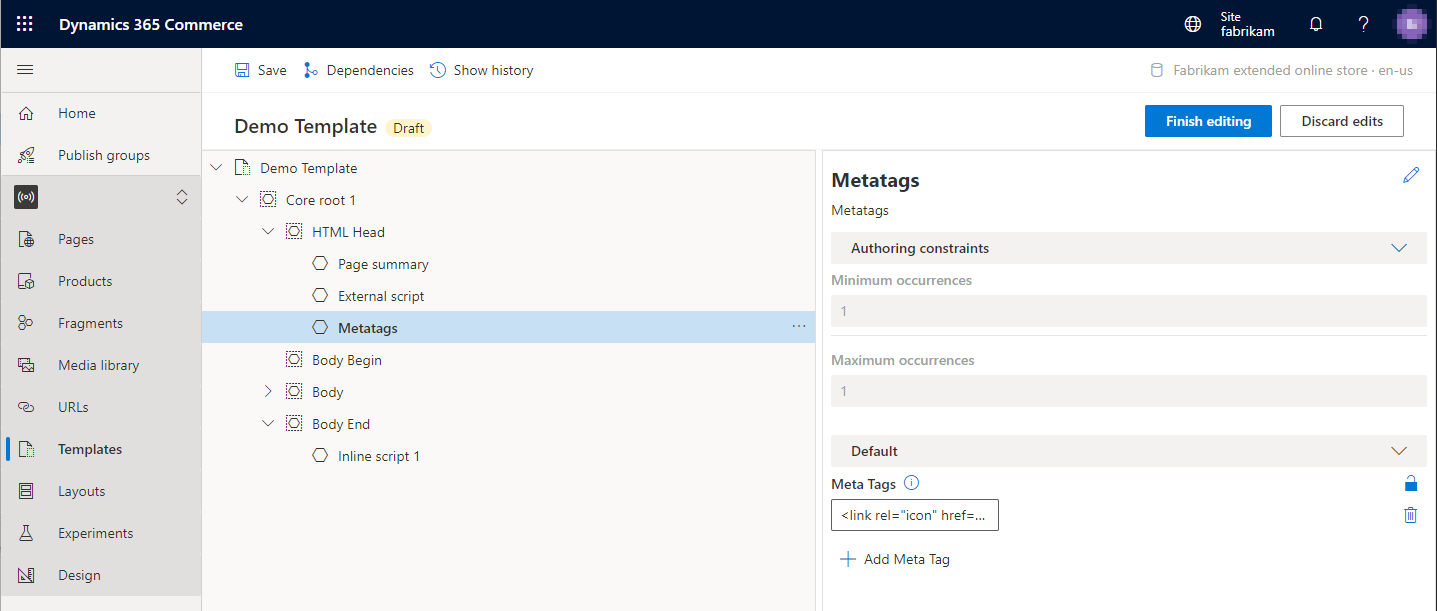 Dynamics 365 Commerce
Site
fabrikam
?
Save
Dependencies
Show history
Fabrikam extended online store · en-us
Home
Publish groups
Pages
Products
Fragments
Media library
URLs
Templates
Layouts
Experiments
Design
Demo Template
Draft
Finish editing
Discard edits
Demo Template
Core root 1
HTML Head
Page summary
External script
Metatags
...
Body Begin
Body
Body End
Inline script 1
Metatags
Metatags
Authoring constraints
Minimum occurrences
1
Maximum occurrences
1
Default
Meta Tags
<link rel="icon" href=...
Add Meta Tag